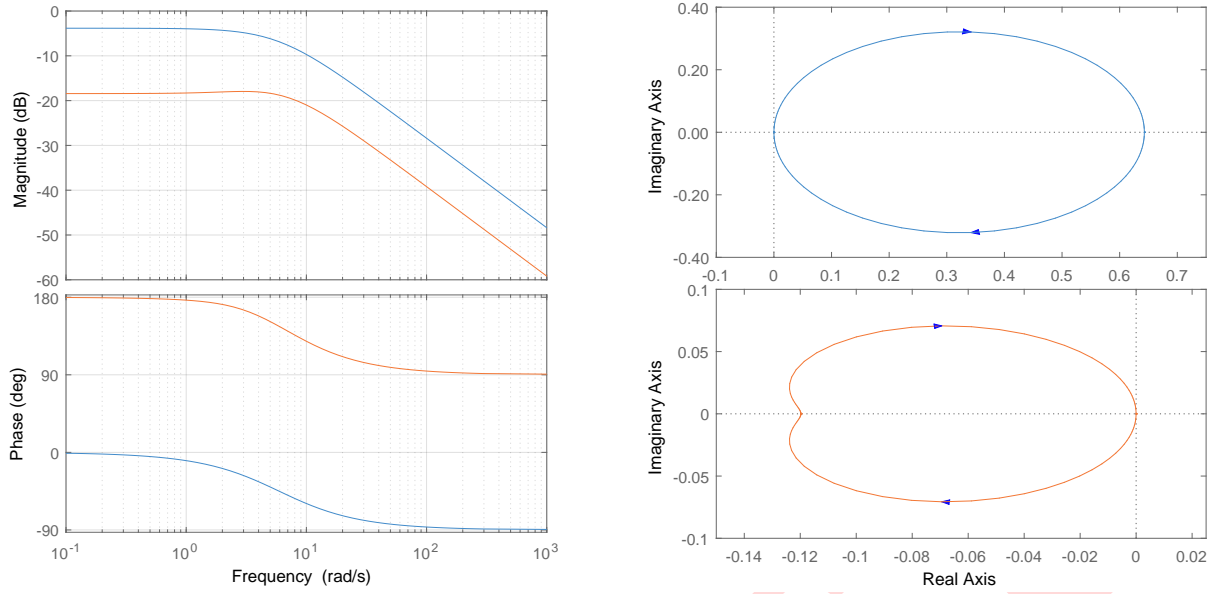 0
-10
-20
-30
-40
-50
-60
Magnitude (dB)
180
90
0
-90
Phase (deg)
10^-1 10^0 10^1 10^2 10^3
Frequency (rad/s)
0.40
0.20
0.00
-0.20
-0.40
Imaginary Axis
-0.1 0 0.1 0.2 0.3 0.4 0.5 0.6 0.7
0.1
0.05
0
-0.05
-0.1
Imaginary Axis
-0.14 -0.12 -0.1 -0.08 -0.06 -0.04 -0.02 0 0.02
Real Axis